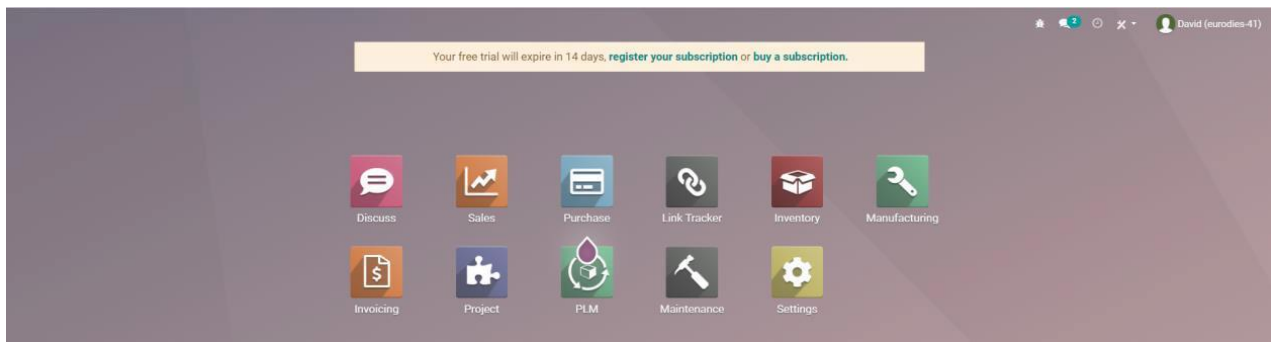 2
David (eurodies-41)
Your free trial will expire in 14 days, register your subscription or buy a subscription.
Discuss
Sales
Purchase
Link Tracker
Inventory
Manufacturing
Invoicing
Project
PLM
Maintenance
Settings